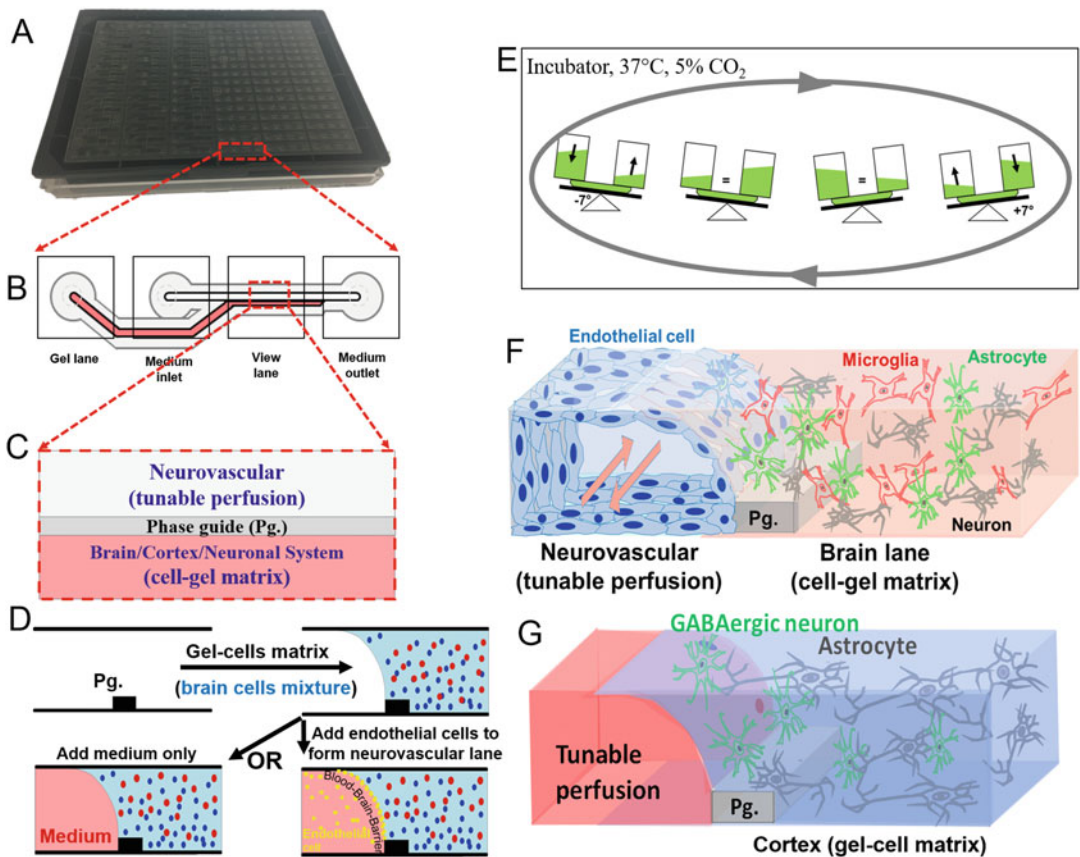 A
B
Gel lane
Medium
inlet
View
lane
Medium
outlet
C
Neurovascular
(tunable perfusion)
Phase guide (Pg.)
Brain/Cortex/Neuronal System
(cell-gel matrix)
D
Pg.
Gel-cells matrix
(brain cells mixture)
Add medium only
OR
Add endothelial cells to
form neurovascular lane
Medium
Blood-Brain-Barrier
Endothelial
cell
E
Incubator, 37°C, 5% CO2
-7°
=
=
+7°
F
Endothelial cell
Microglia
Astrocyte
Pg.
Neuron
Neurovascular
(tunable perfusion)
Brain lane
(cell-gel matrix)
G
GABAergic neuron
Astrocyte
Tunable
perfusion
Pg.
Cortex (gel-cell matrix)